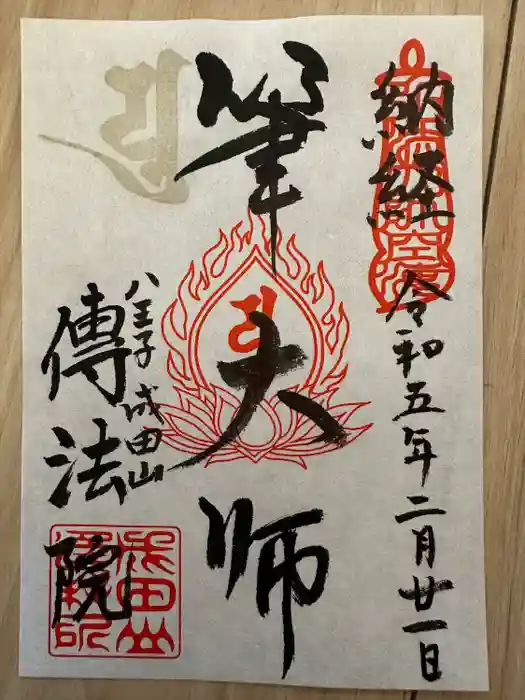 納経
令和五年二月廿一日
筆大師
八王子成田山
傳法院